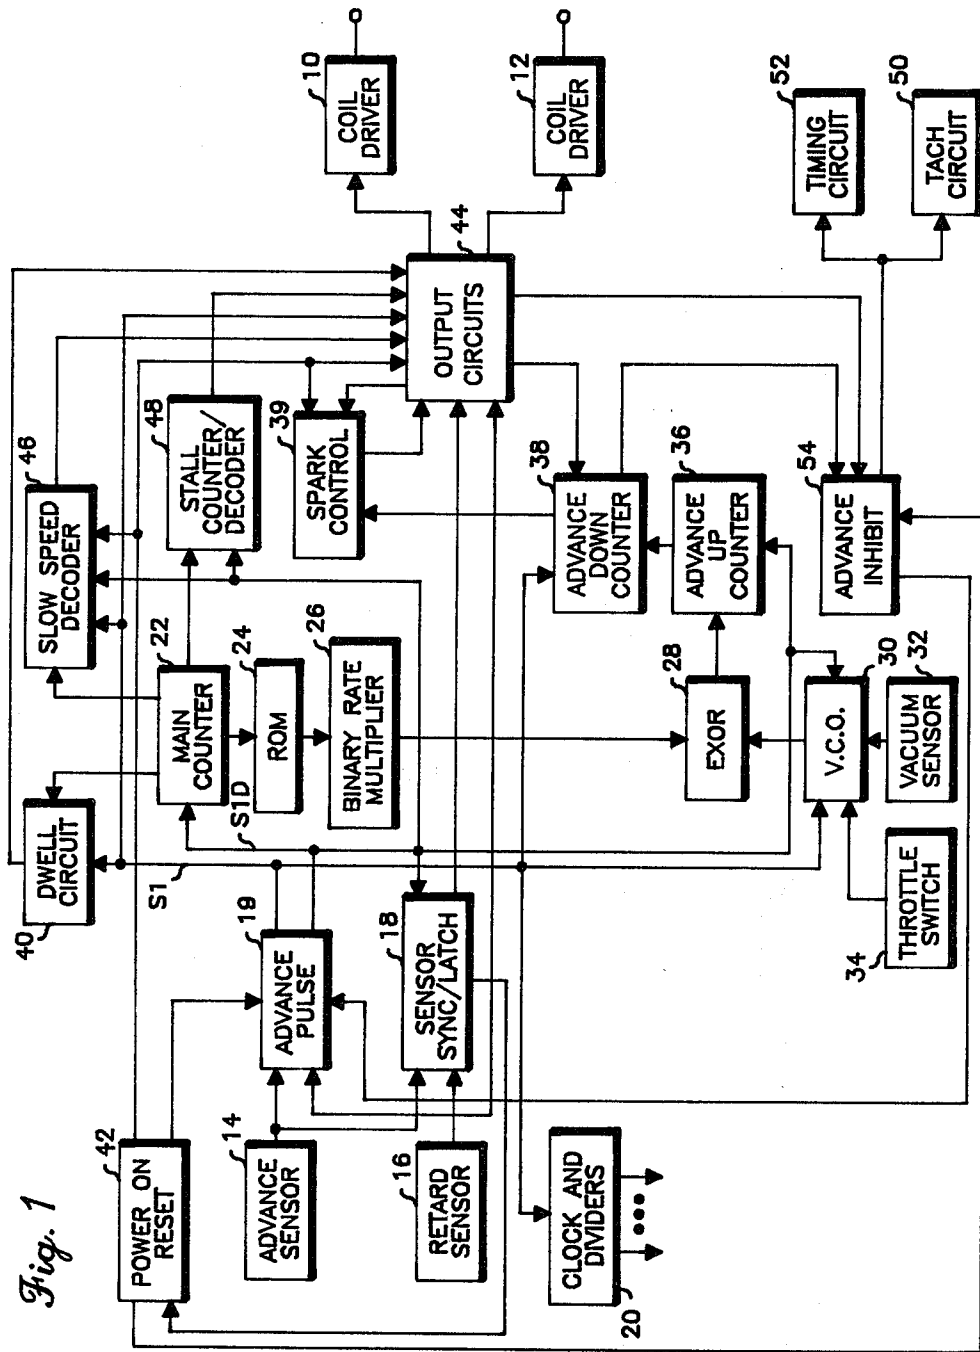 Fig. 1
POWER ON
RESET
42
ADVANCE
SENSOR
14
RETARD
SENSOR
16
CLOCK AND
DIVIDERS
20
ADVANCE
PULSE
19
SENSOR
SYNC/LATCH
18
DWELL
CIRCUIT
40
S1
S1D
MAIN
COUNTER
22
ROM
24
BINARY RATE
MULTIPLIER
26
SLOW SPEED
DECODER
46
STALL
COUNTER/
DECODER
48
SPARK
CONTROL
39
THROTTLE
SWITCH
34
VACUUM
SENSOR
32
V.C.O.
30
EXOR
28
ADVANCE
UP
COUNTER
36
ADVANCE
DOWN
COUNTER
38
ADVANCE
INHIBIT
54
OUTPUT
CIRCUITS
44
COIL
DRIVER
10
COIL
DRIVER
12
TIMING
CIRCUIT
52
TACH
CIRCUIT
50